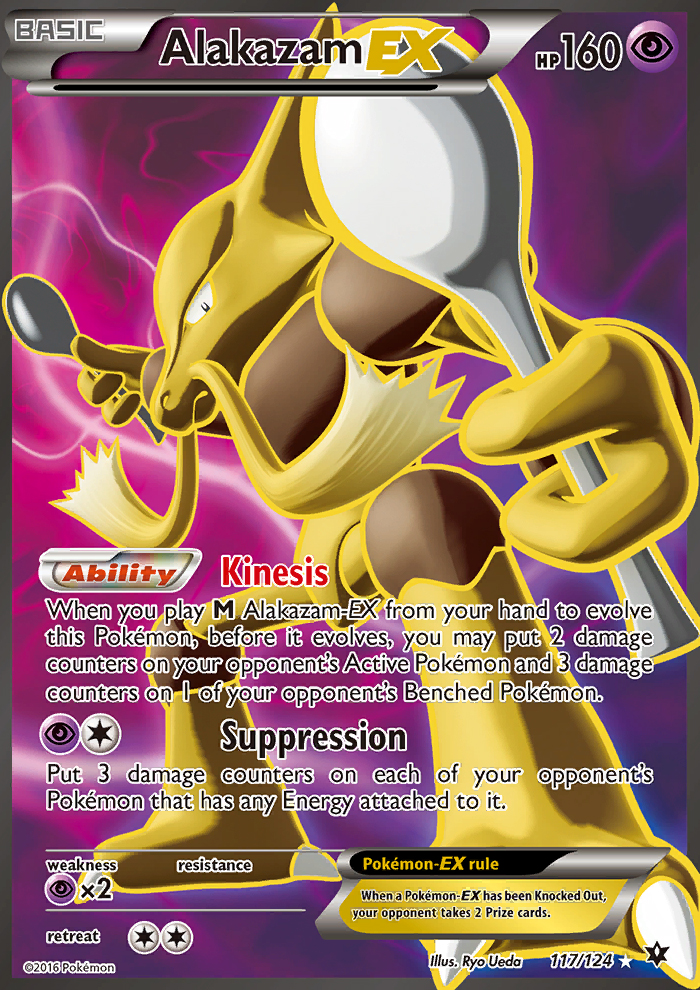 BASIC Alakazam EX HP160
Ability Kinesis
When you play M Alakazam-EX from your hand to evolve
this Pokémon, before it evolves, you may put 2 damage
counters on your opponent's Active Pokémon and 3 damage
counters on 1 of your opponent's Benched Pokémon.
Suppression
Put 3 damage counters on each of your opponent's
Pokémon that has any Energy attached to it.
weakness resistance
×2
Pokémon-EX rule
When a Pokémon-EX has been Knocked Out,
your opponent takes 2 Prize cards.
retreat
©2016 Pokémon
Illus. Ryo Ueda 117/124